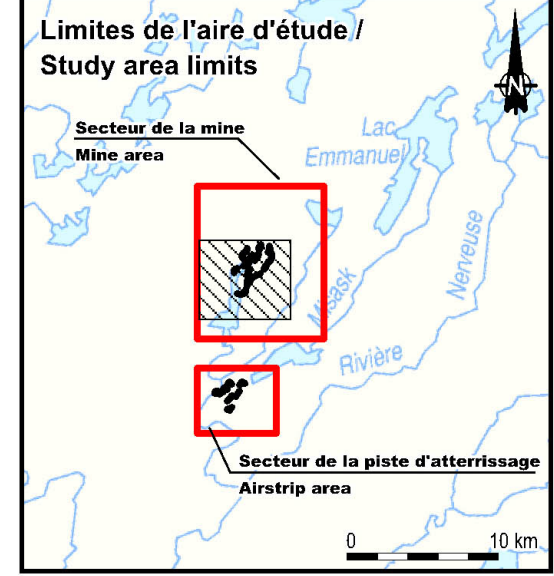 Limites de l'aire d'étude /
Study area limits
N
Secteur de la mine
Mine area
Lac
Emmanuel
Misask
Nerveuse
Rivière
Secteur de la piste d'atterrissage
Airstrip area
0 10 km